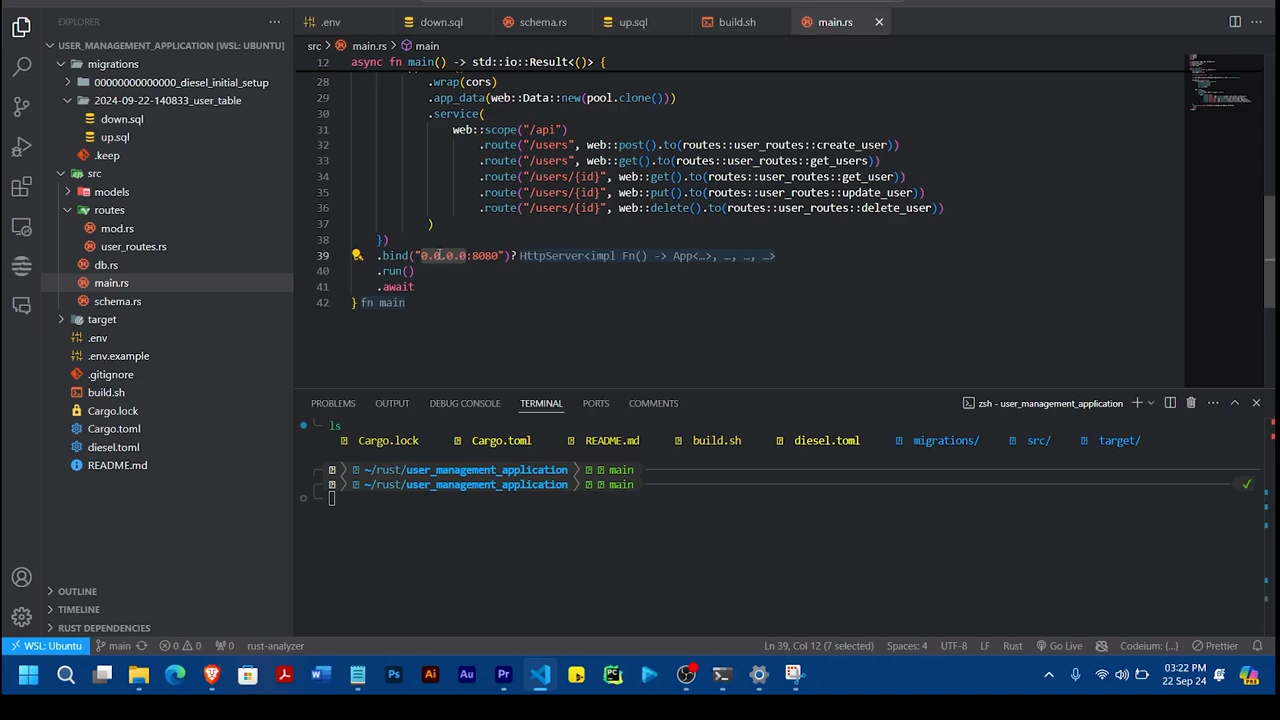 EXPLORER
USER_MANAGEMENT_APPLICATION [WSL: UBUNTU]
migrations
00000000000000_diesel_initial_setup
2024-09-22-140833_user_table
down.sql
up.sql
.keep
src
models
routes
mod.rs
user_routes.rs
db.rs
main.rs
schema.rs
target
.env
.env.example
.gitignore
build.sh
Cargo.lock
Cargo.toml
diesel.toml
README.md
OUTLINE
TIMELINE
RUST DEPENDENCIES
.env down.sql schema.rs up.sql build.sh main.rs
src > main.rs > main
12 async fn main() -> std::io::Result<()> {
28 .wrap(cors)
29 .app_data(web::Data::new(pool.clone()))
30 .service(
31 web::scope("/api")
32 .route("/users", web::post().to(routes::user_routes::create_user))
33 .route("/users", web::get().to(routes::user_routes::get_users))
34 .route("/users/{id}", web::get().to(routes::user_routes::get_user))
35 .route("/users/{id}", web::put().to(routes::user_routes::update_user))
36 .route("/users/{id}", web::delete().to(routes::user_routes::delete_user))
37 )
38 })
39 .bind("0.0.0.0:8080")? HttpServer<impl Fn() -> App<…>, …, …, …>
40 .run()
41 .await
42 } fn main
PROBLEMS OUTPUT DEBUG CONSOLE TERMINAL PORTS COMMENTS zsh - user_management_application
ls
Cargo.lock Cargo.toml README.md build.sh diesel.toml migrations/ src/ target/
~/rust/user_management_application main
~/rust/user_management_application main
WSL: Ubuntu main 0 0 0 rust-analyzer Ln 39, Col 12 (7 selected) Spaces: 4 UTF-8 LF Rust Go Live Codeium: {...} Prettier
03:22 PM
22 Sep 24